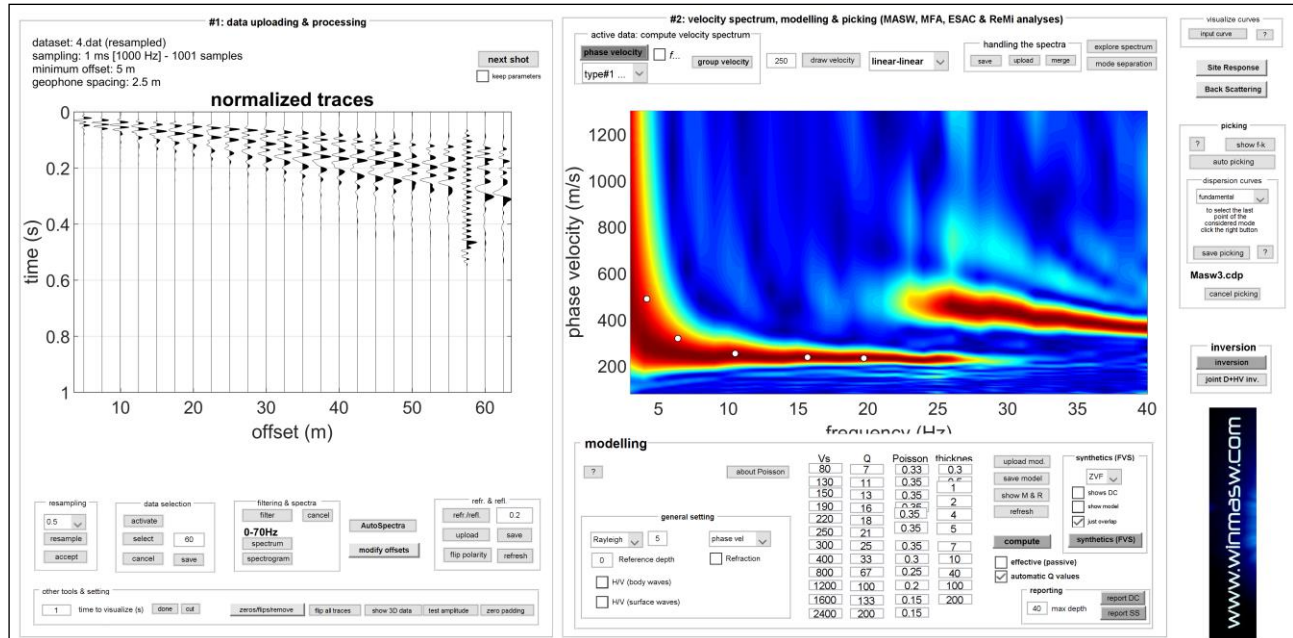 #1: data uploading & processing
dataset: 4.dat (resampled)
sampling: 1 ms [1000 Hz] - 1001 samples
minimum offset: 5 m
geophone spacing: 2.5 m
next shot
keep parameters
normalized traces
0
0.2
0.4
0.6
0.8
1
time (s)
10 20 30 40 50 60
offset (m)
resampling
0.5
resample
accept
data selection
activate
select 60
cancel save
filtering & spectra
filter cancel
0-70Hz
spectrum
spectrogram
AutoSpectra
modify offsets
refr. & refl.
refr./refl. 0.2
upload save
flip polarity refresh
other tools & setting
1 time to visualize (s) done cut zeros/flips/remove flip all traces show 3D data test amplitude zero padding
#2: velocity spectrum, modelling & picking (MASW, MFA, ESAC & ReMi analyses)
active data: compute velocity spectrum
phase velocity f... group velocity
type#1 ...
250 draw velocity linear-linear
handling the spectra
save upload merge
explore spectrum
mode separation
1200
1000
800
600
400
200
phase velocity (m/s)
5 10 15 20 25 30 35 40
frequency (Hz)
modelling
? about Poisson
general setting
Rayleigh 5 phase vel
0 Reference depth Refraction
H/V (body waves)
H/V (surface waves)
Vs Q Poisson thicknes
80 7 0.33 0.3
130 11 0.35 0.5
150 13 0.35 1
190 16 0.35 2
220 18 0.35 4
250 21 0.35 5
300 25 0.35 7
400 33 0.3 10
800 67 0.25 40
1200 100 0.2 100
1600 133 0.15 200
2400 200 0.15
upload mod.
save model
show M & R
refresh
compute
synthetics (FVS)
ZVF
shows DC
show model
just overlap
synthetics (FVS)
effective (passive)
automatic Q values
reporting
40 max depth
report DC
report SS
visualize curves
input curve ?
Site Response
Back Scattering
picking
? show f-k
auto picking
dispersion curves
fundamental
to select the last
point of the
considered mode
click the right button
save picking ?
Masw3.cdp
cancel picking
inversion
inversion
joint D+HV inv.
www.winmasw.com